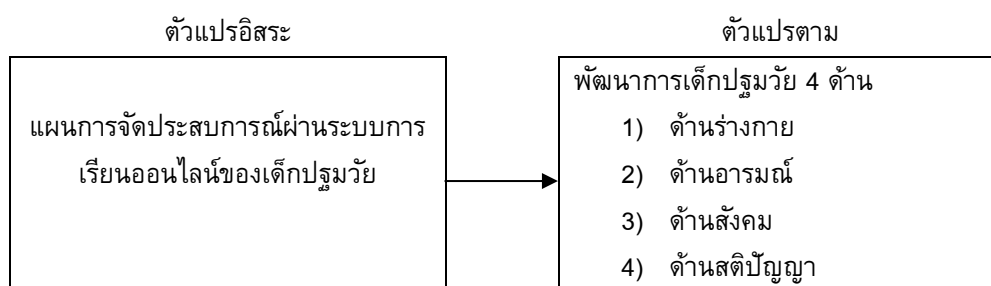 ตัวแปรอิสระ
แผนการจัดประสบการณ์ผ่านระบบการ
เรียนออนไลน์ของเด็กปฐมวัย
ตัวแปรตาม
พัฒนาการเด็กปฐมวัย 4 ด้าน
1) ด้านร่างกาย
2) ด้านอารมณ์
3) ด้านสังคม
4) ด้านสติปัญญา